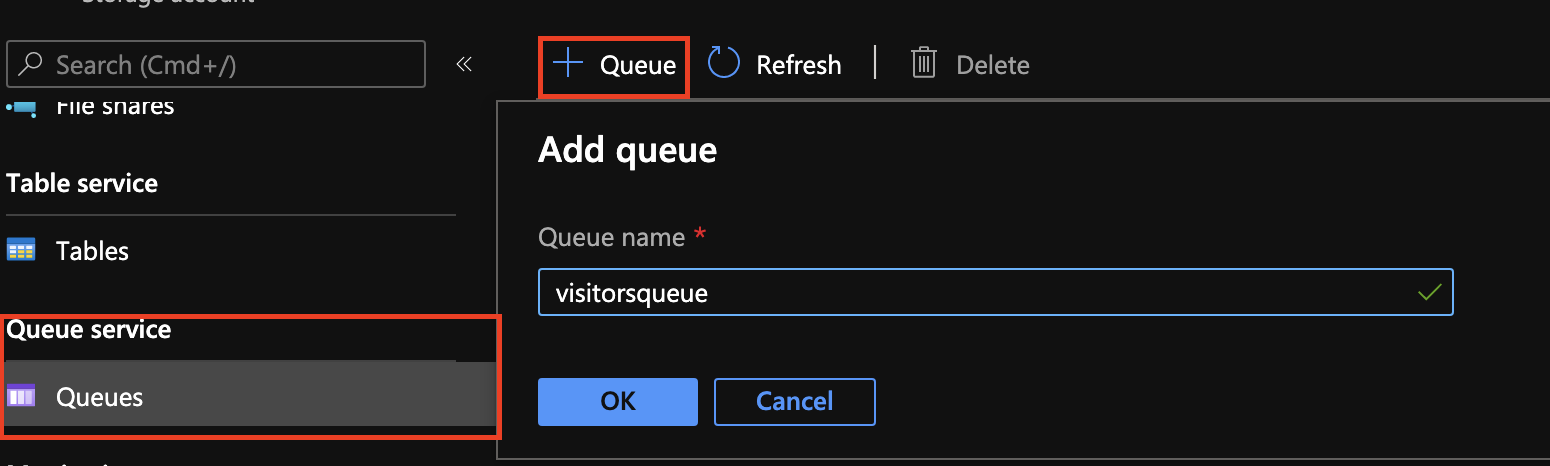 Storage account
Search (Cmd+/)
«
Queue
Refresh
Delete
File shares
Table service
Tables
Queue service
Queues
Add queue
Queue name *
visitorsqueue
OK
Cancel